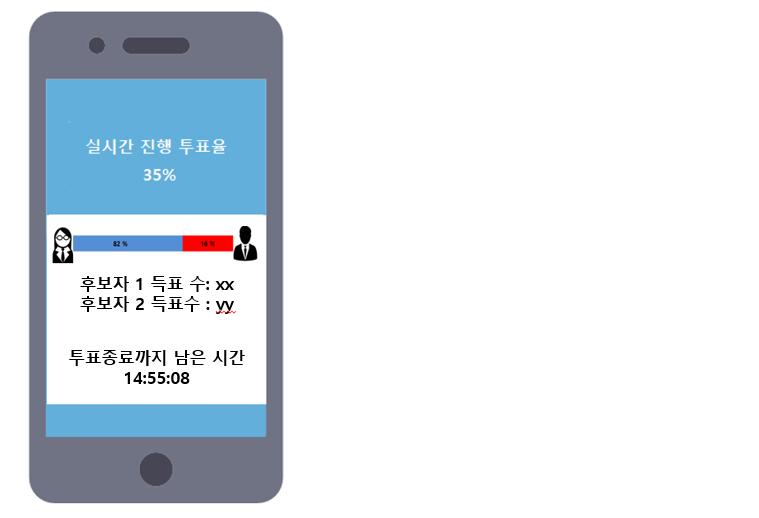 실시간 진행 투표율
35%
82 % 16 %
후보자 1 득표 수: xx
후보자 2 득표수 : yy
투표종료까지 남은 시간
14:55:08